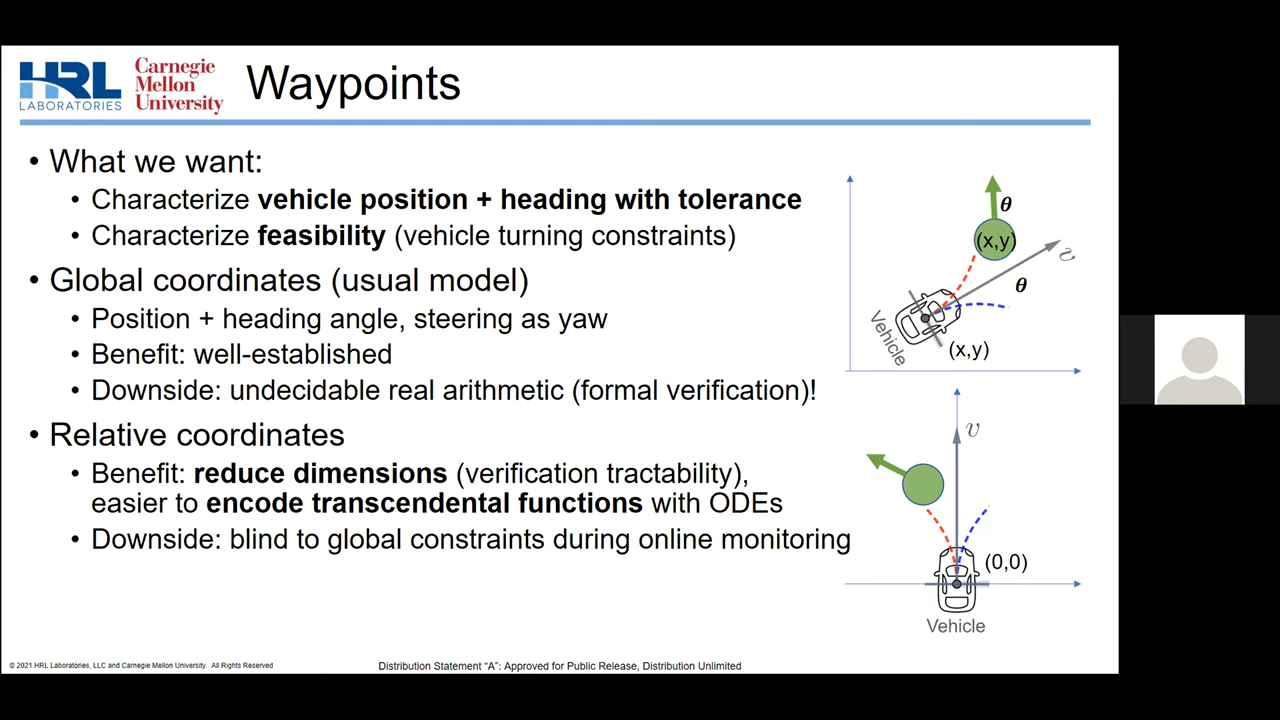 HRL
LABORATORIES
Carnegie
Mellon
University
Waypoints
• What we want:
• Characterize vehicle position + heading with tolerance
• Characterize feasibility (vehicle turning constraints)
• Global coordinates (usual model)
• Position + heading angle, steering as yaw
• Benefit: well-established
• Downside: undecidable real arithmetic (formal verification)!
• Relative coordinates
• Benefit: reduce dimensions (verification tractability),
easier to encode transcendental functions with ODEs
• Downside: blind to global constraints during online monitoring
θ
(x,y)
v
θ
Vehicle
(x,y)
v
(0,0)
Vehicle
© 2021 HRL Laboratories, LLC and Carnegie Mellon University. All Rights Reserved
Distribution Statement “A”: Approved for Public Release, Distribution Unlimited